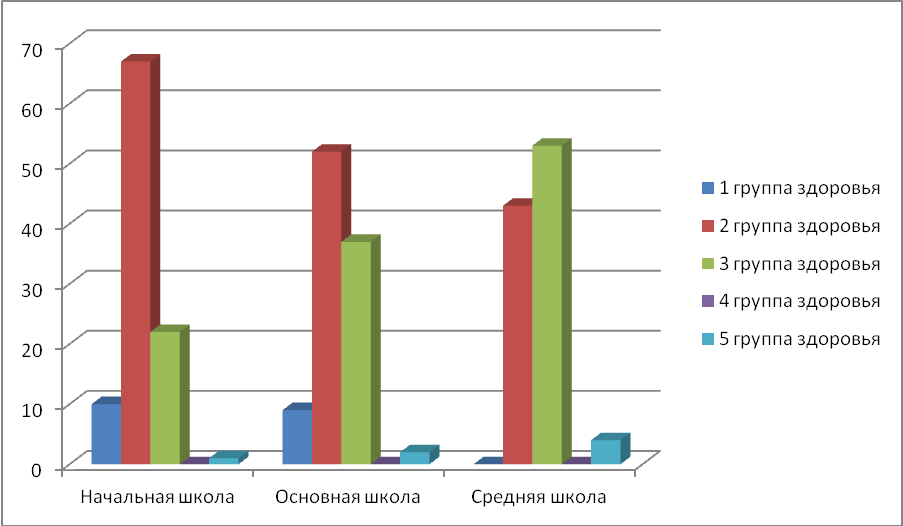 70
60
50
40
30
20
10
0
Начальная школа
Основная школа
Средняя школа
1 группа здоровья
2 группа здоровья
3 группа здоровья
4 группа здоровья
5 группа здоровья